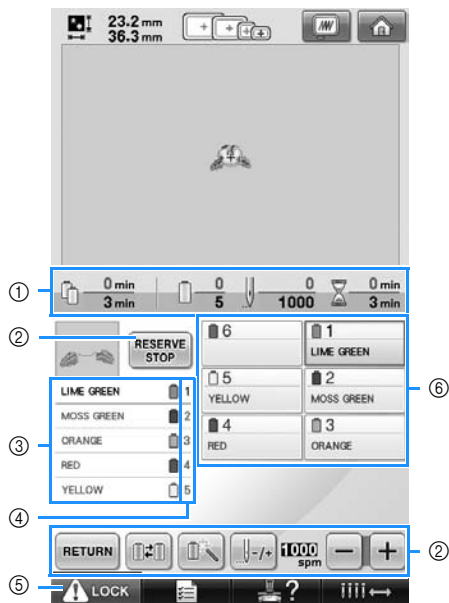 23.2 mm
36.3 mm
① 0 min 0 0 0 min
3 min 5 1000 3 min
② RESERVE STOP
6
1 LIME GREEN
5 YELLOW
2 MOSS GREEN
4 RED
3 ORANGE
⑥
③
LIME GREEN 1
MOSS GREEN 2
ORANGE 3
RED 4
YELLOW 5
④
RETURN -/+ 1000 spm − + ②
⑤ LOCK ?